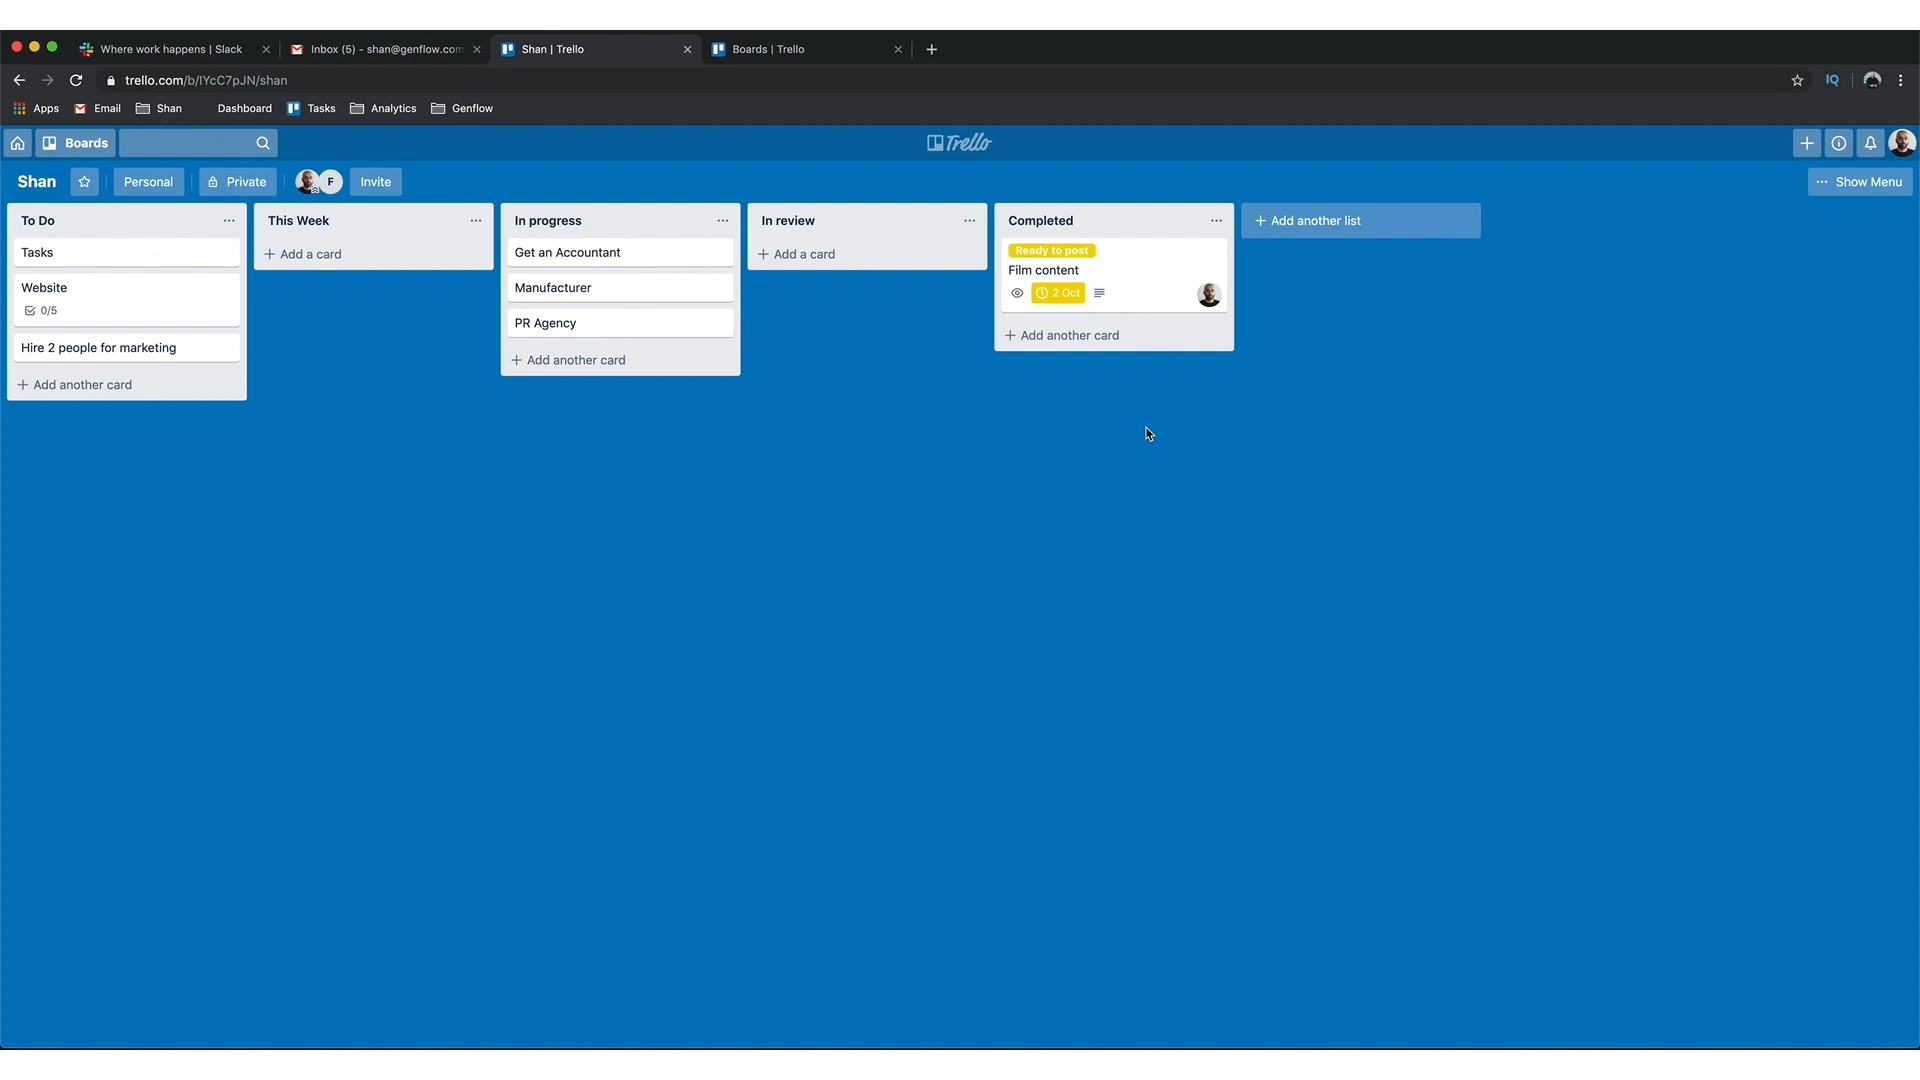 Where work happens | Slack
Inbox (5) - shan@genflow.com
Shan | Trello
Boards | Trello
trello.com/b/IYcC7pJN/shan
IQ
Apps
Email
Shan
Dashboard
Tasks
Analytics
Genflow
Boards
Trello
Shan
Personal
Private
F
Invite
Show Menu
To Do
Tasks
Website
0/5
Hire 2 people for marketing
Add another card
This Week
Add a card
In progress
Get an Accountant
Manufacturer
PR Agency
Add another card
In review
Add a card
Completed
Ready to post
Film content
2 Oct
Add another card
Add another list